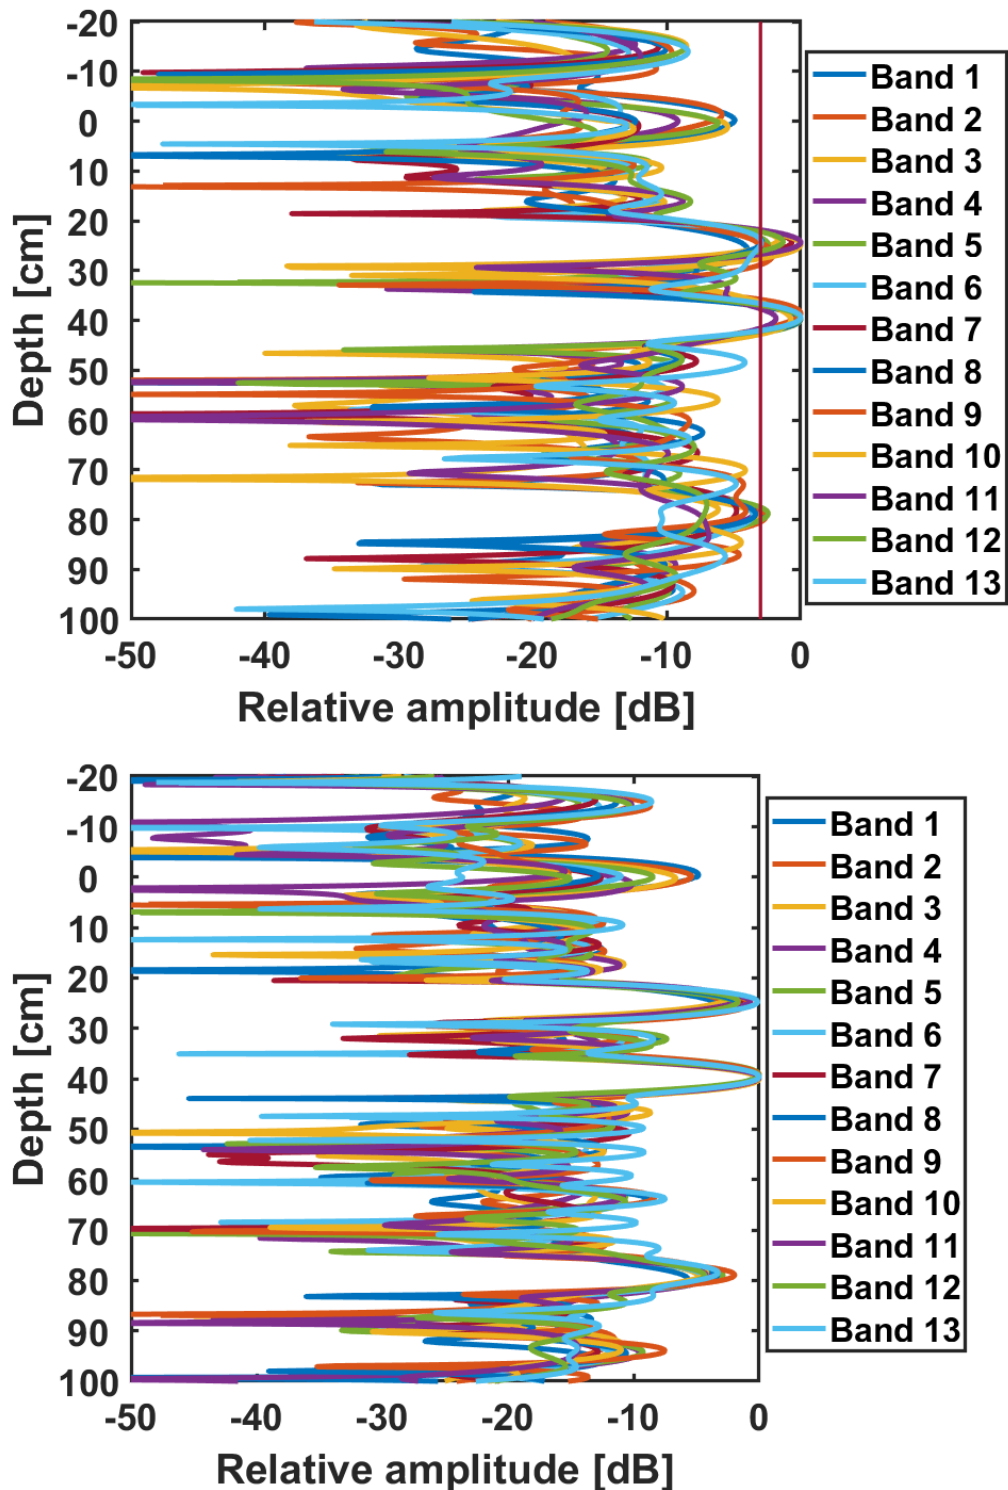 -20
-10
0
10
20
30
40
50
60
70
80
90
100
Depth [cm]
-50 -40 -30 -20 -10 0
Relative amplitude [dB]
Band 1
Band 2
Band 3
Band 4
Band 5
Band 6
Band 7
Band 8
Band 9
Band 10
Band 11
Band 12
Band 13
-20
-10
0
10
20
30
40
50
60
70
80
90
100
Depth [cm]
-50 -40 -30 -20 -10 0
Relative amplitude [dB]
Band 1
Band 2
Band 3
Band 4
Band 5
Band 6
Band 7
Band 8
Band 9
Band 10
Band 11
Band 12
Band 13